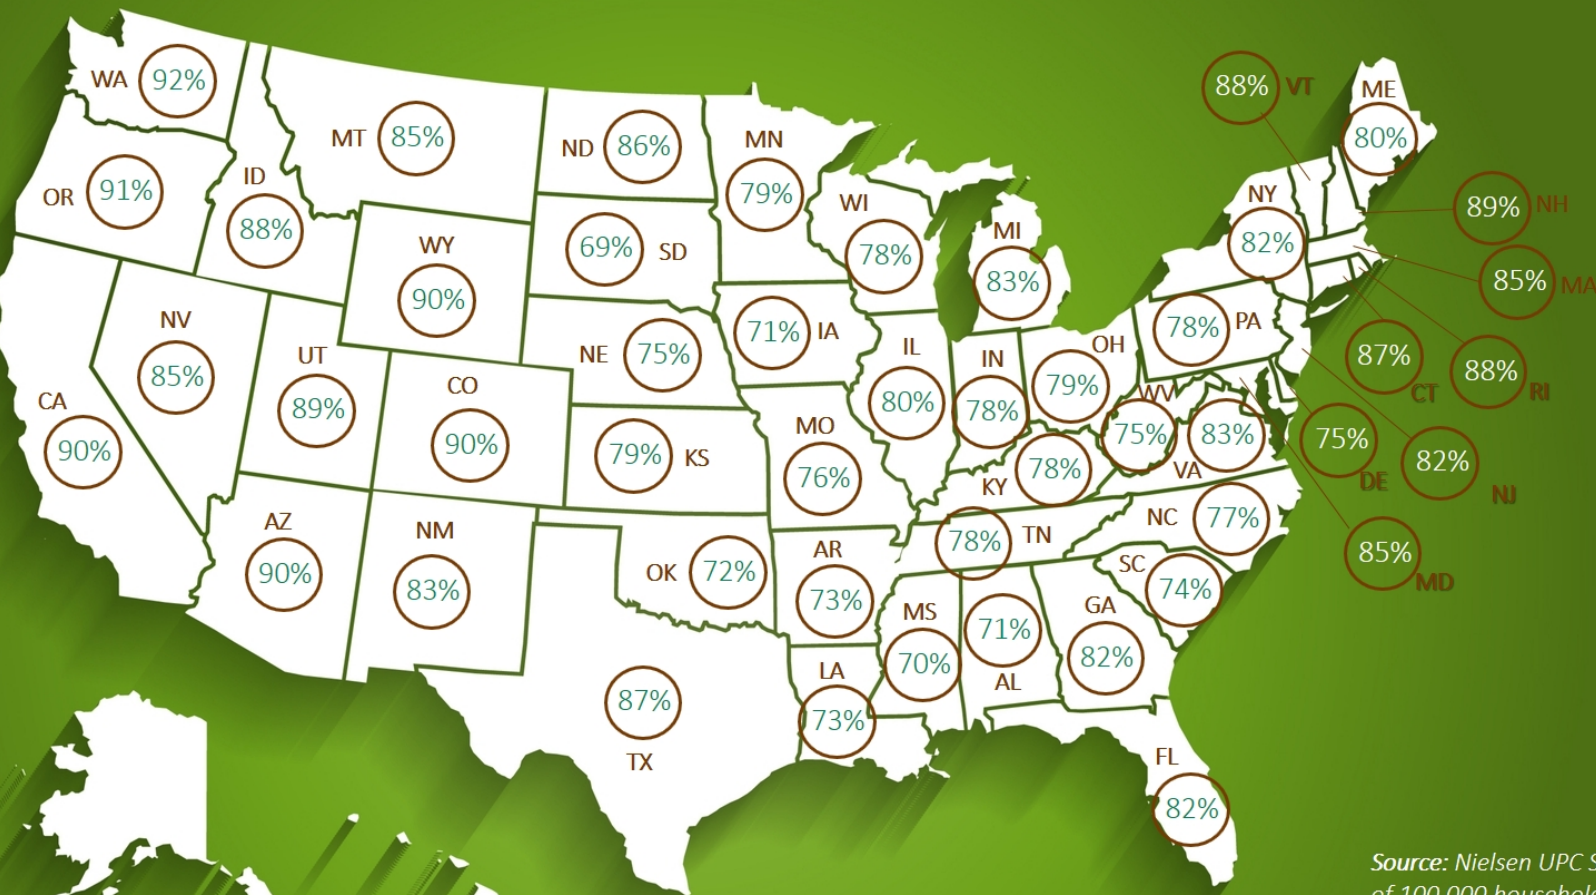 WA 92%
OR 91%
ID
88%
MT 85%
ND 86%
MN
79%
WI
78%
MI
83%
88% VT
ME
80%
NY
82%
89% NH
85% MA
WY
90%
69% SD
NV
85%
UT
89%
CO
90%
NE 75%
71% IA
IL
80%
IN
78%
OH
79%
78% PA
87%
CT
88%
RI
CA
90%
79% KS
MO
76%
KY 78%
WV
75%
83%
VA
75%
DE
82%
NJ
AZ
90%
NM
83%
OK 72%
AR
73%
78% TN
NC 77%
SC
74%
85%
MD
MS
70%
71%
AL
GA
82%
87%
TX
LA
73%
FL
82%
Source: Nielsen UPC S
of 100,000 household